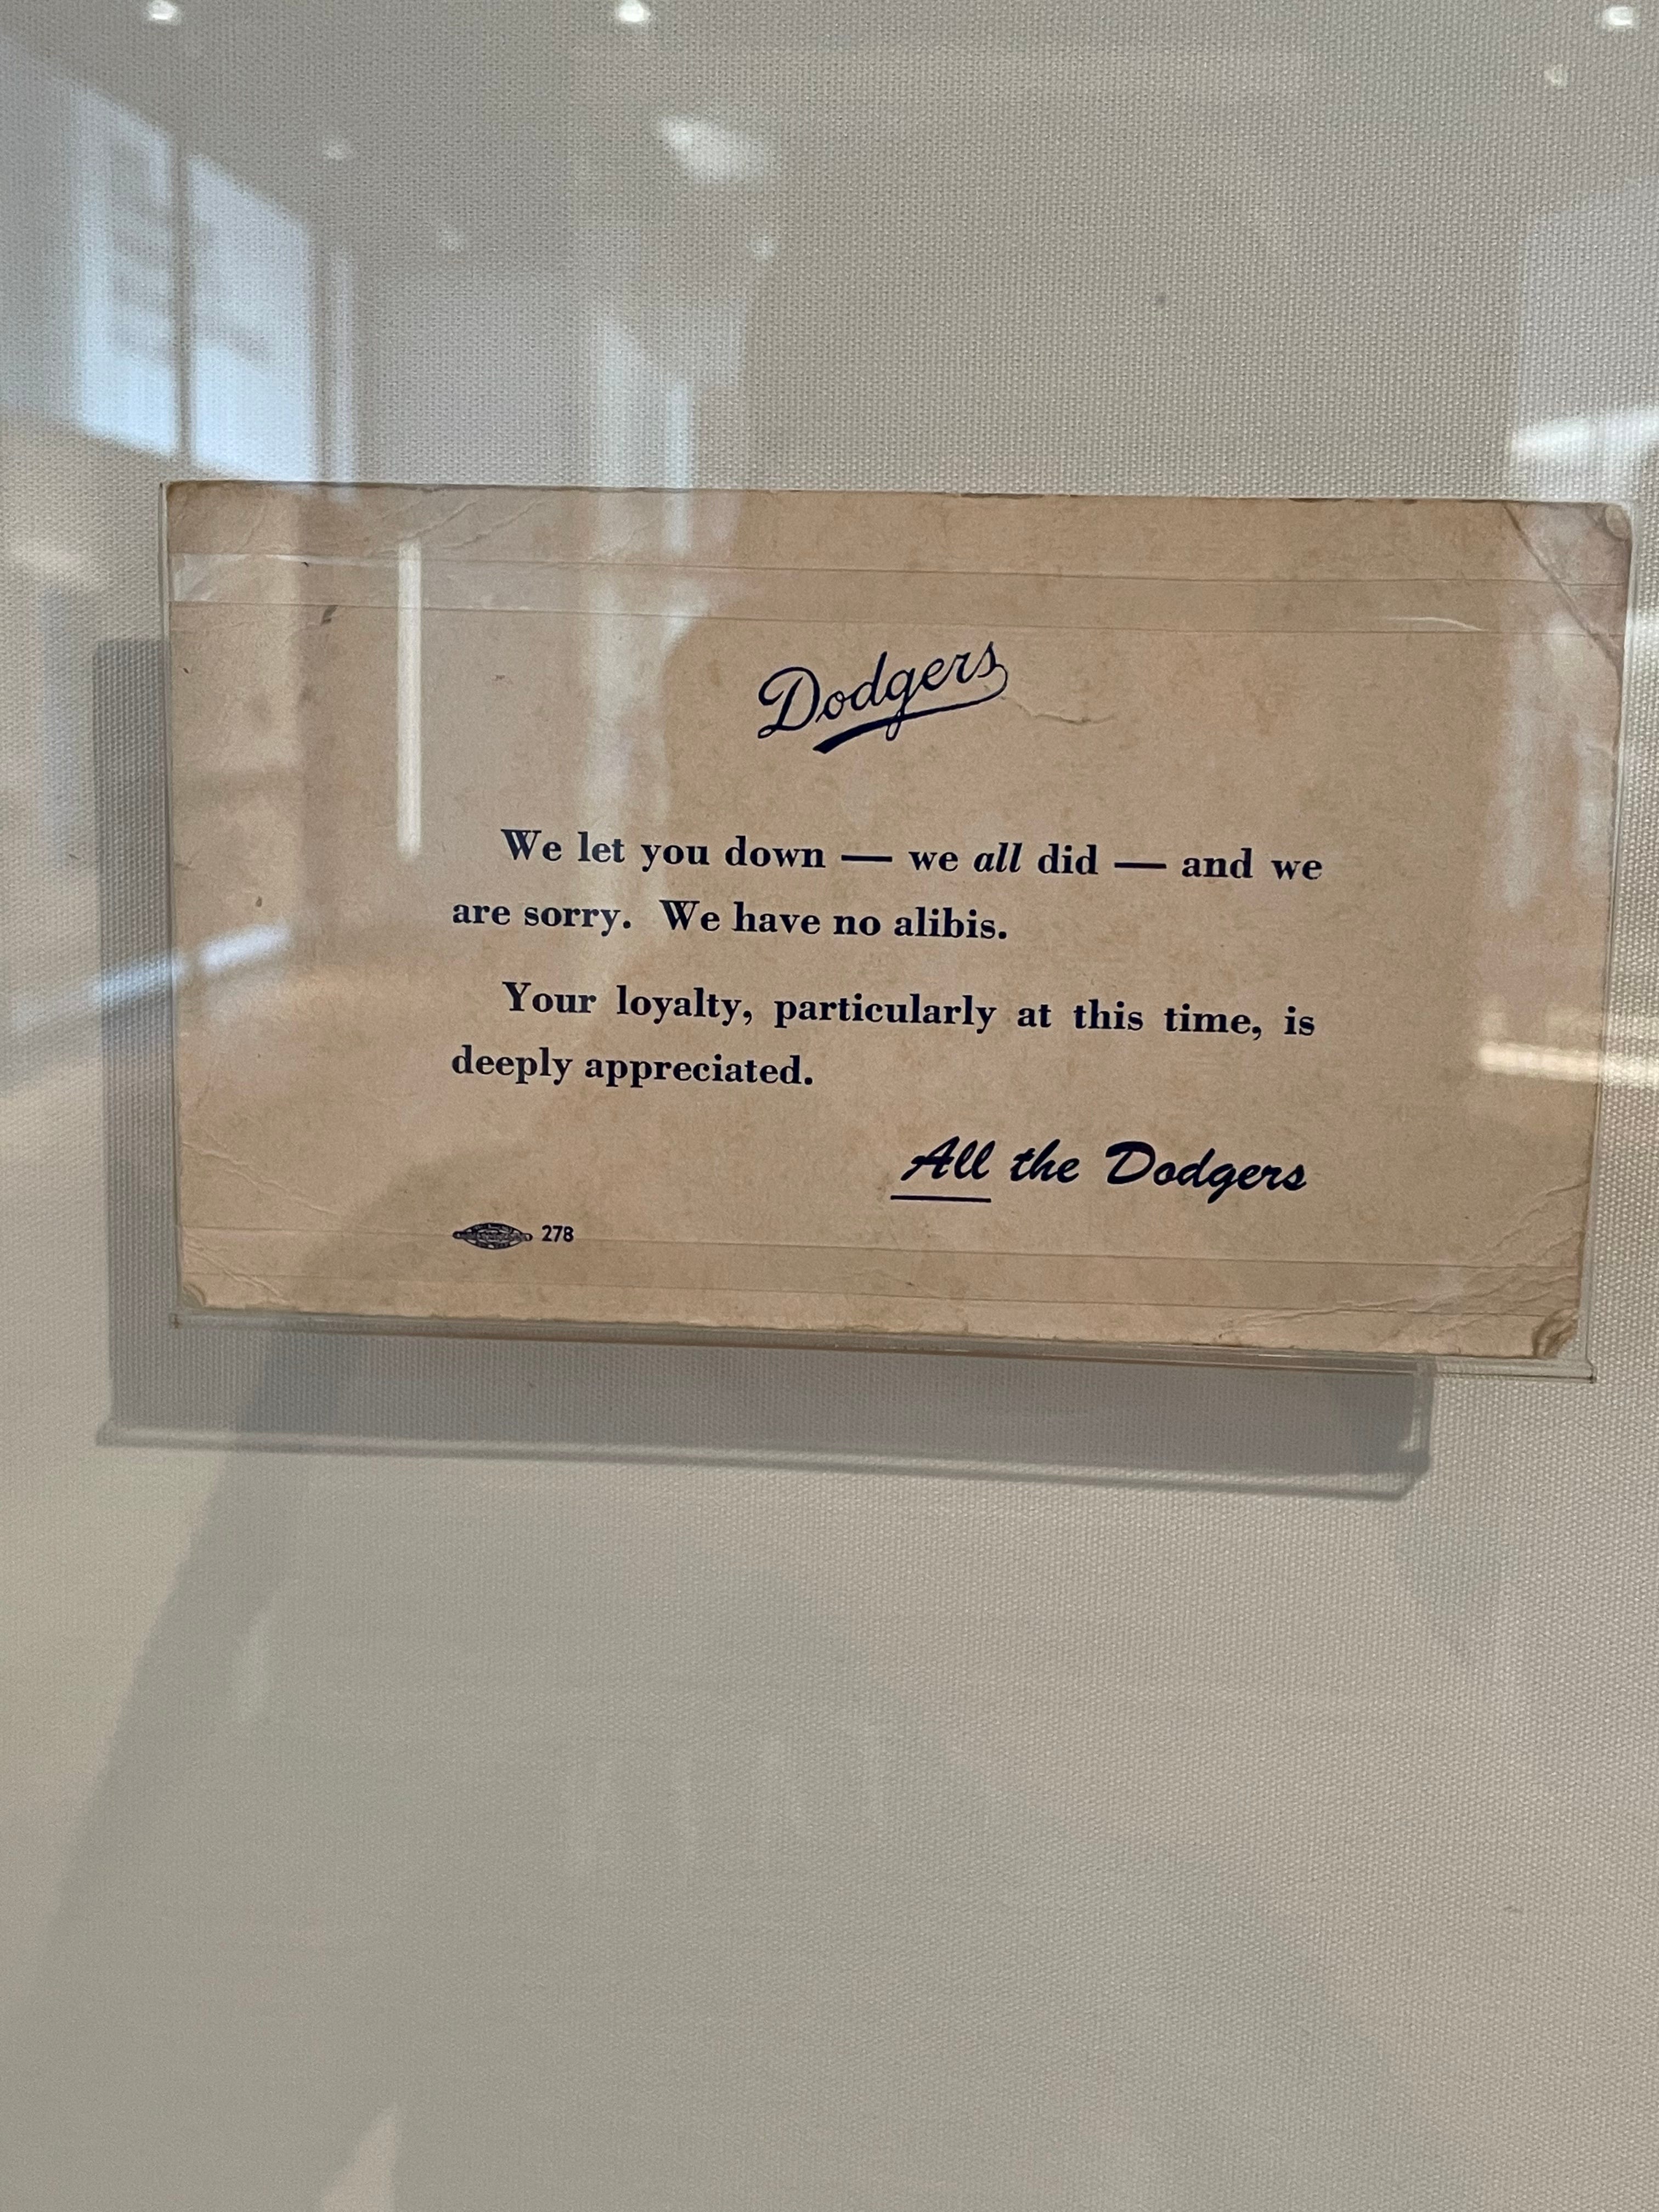 Dodgers
We let you down — we all did — and we
are sorry. We have no alibis.
Your loyalty, particularly at this time, is
deeply appreciated.
All the Dodgers
278